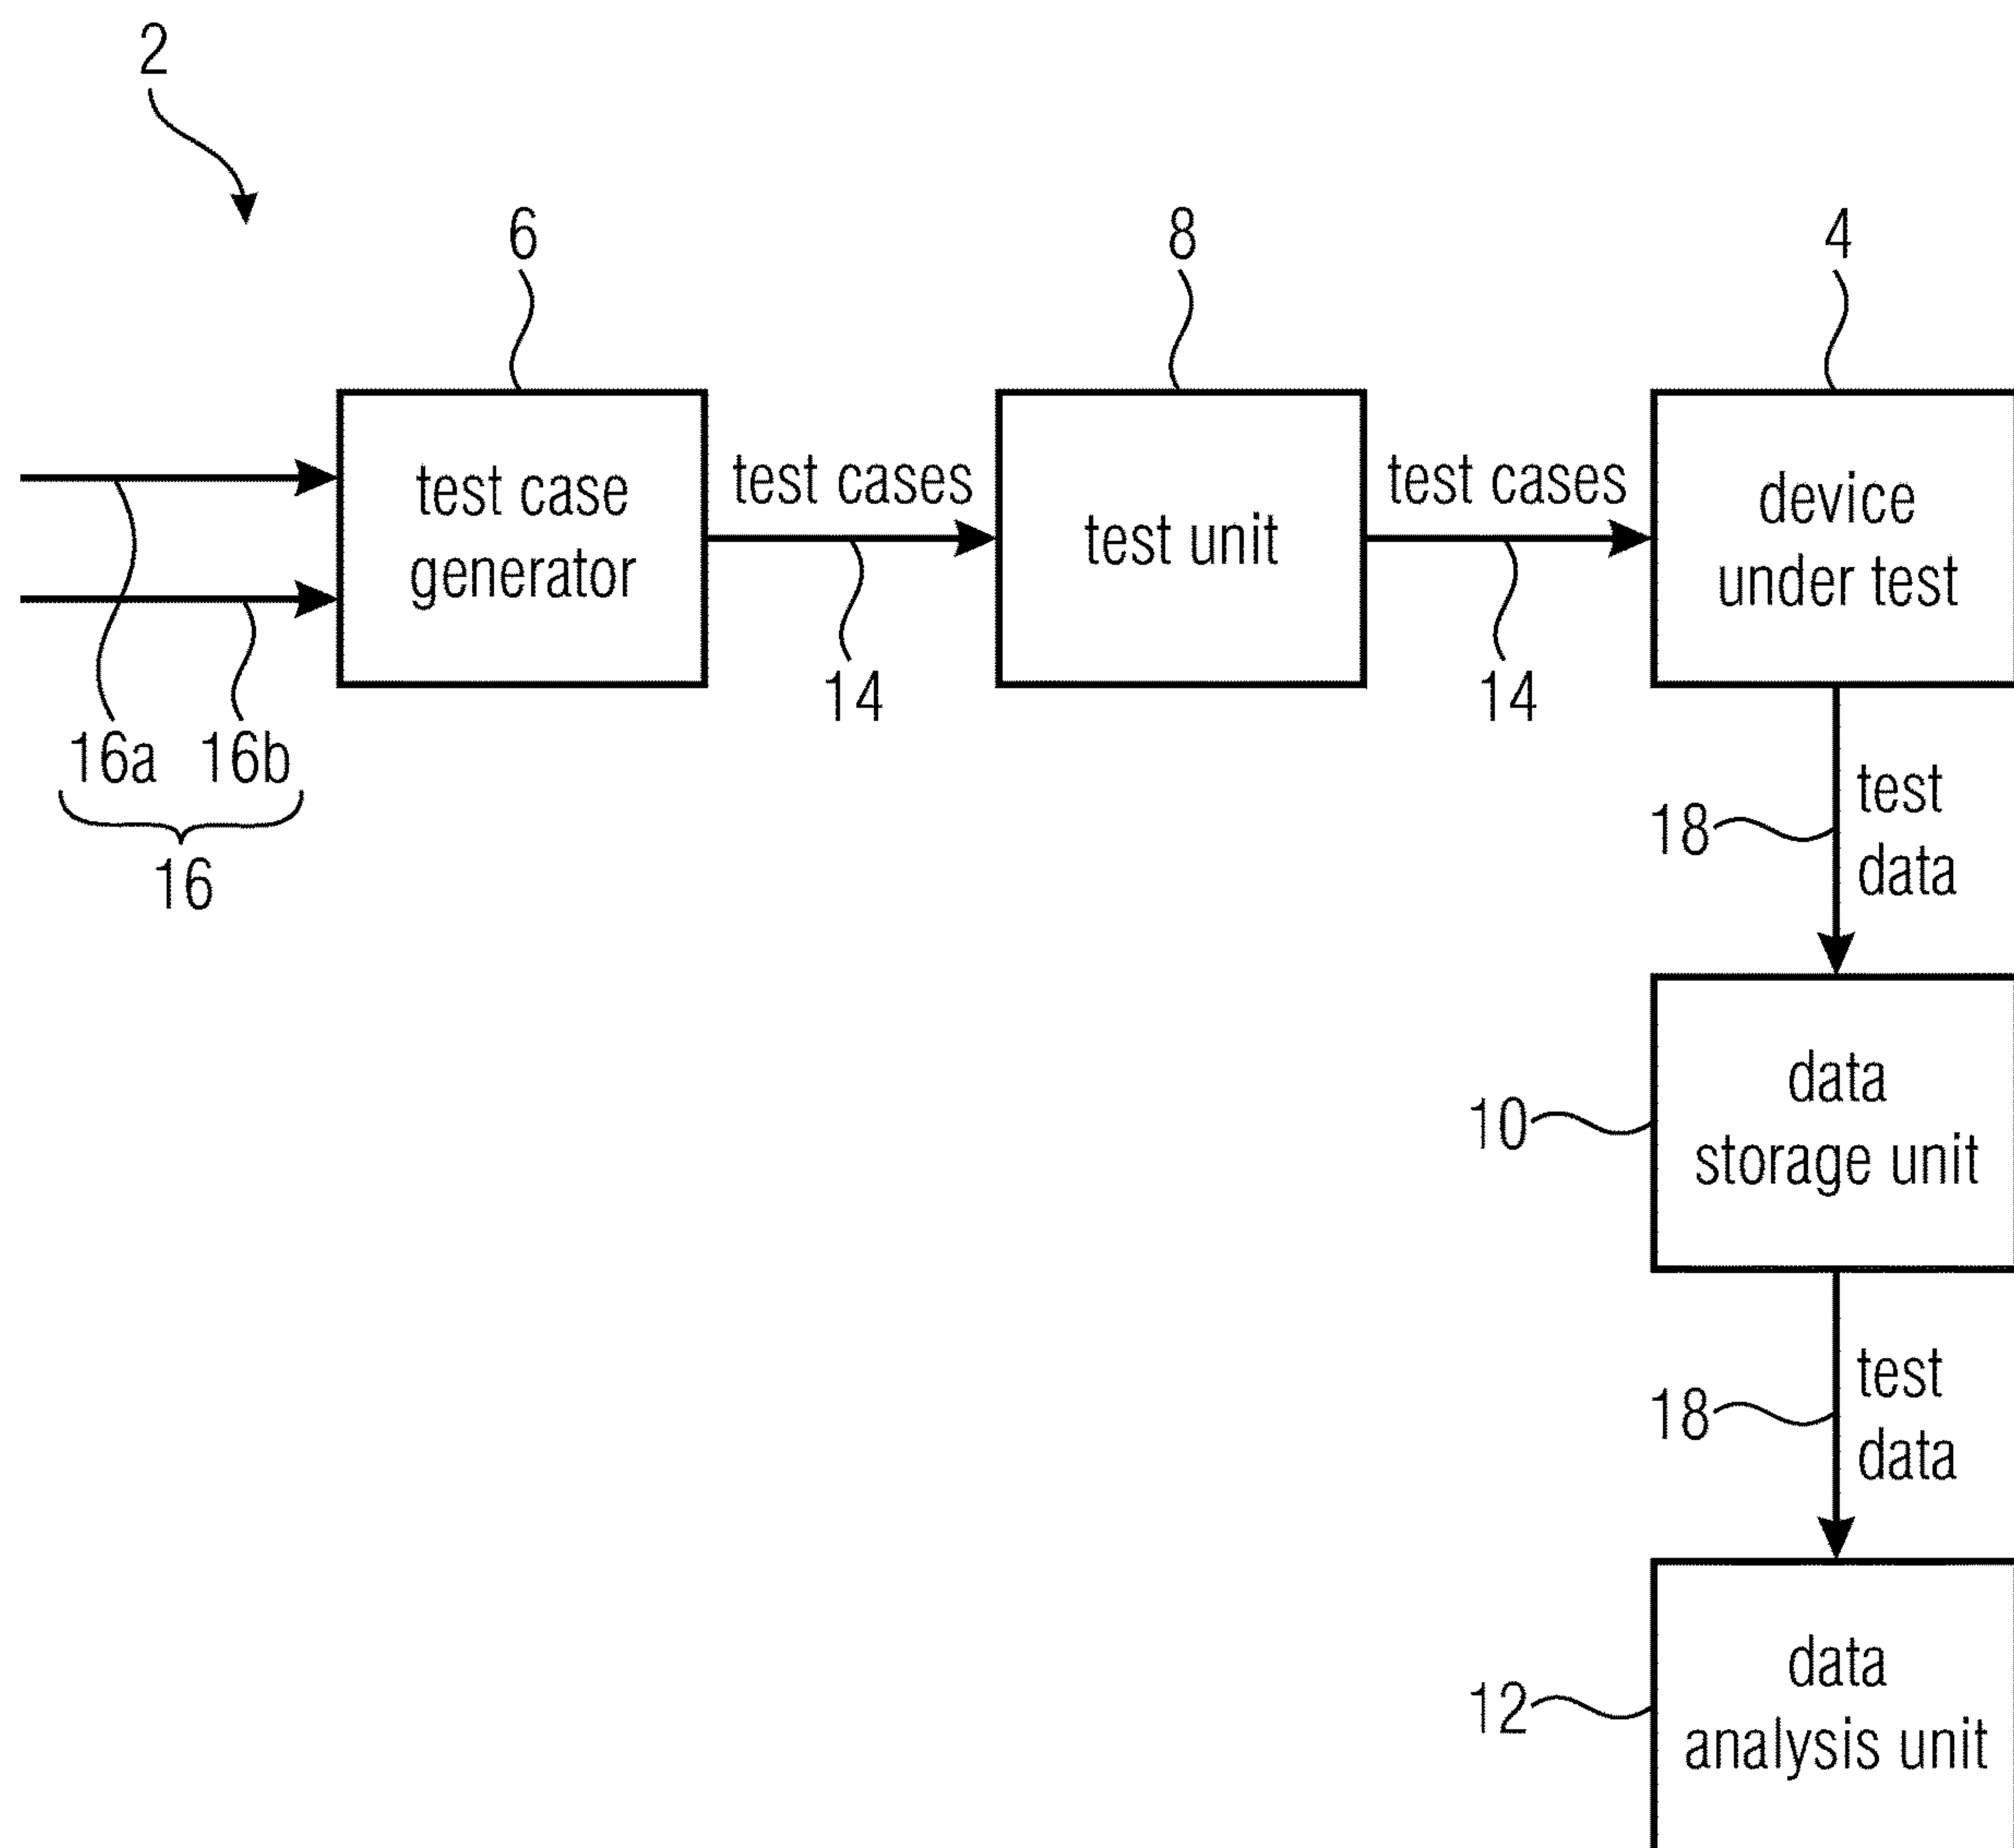 2
6
8
4
test case
generator
test cases
test unit
test cases
device
under test
14
14
16a 16b
16
18
test
data
10
data
storage unit
18
test
data
12
data
analysis unit